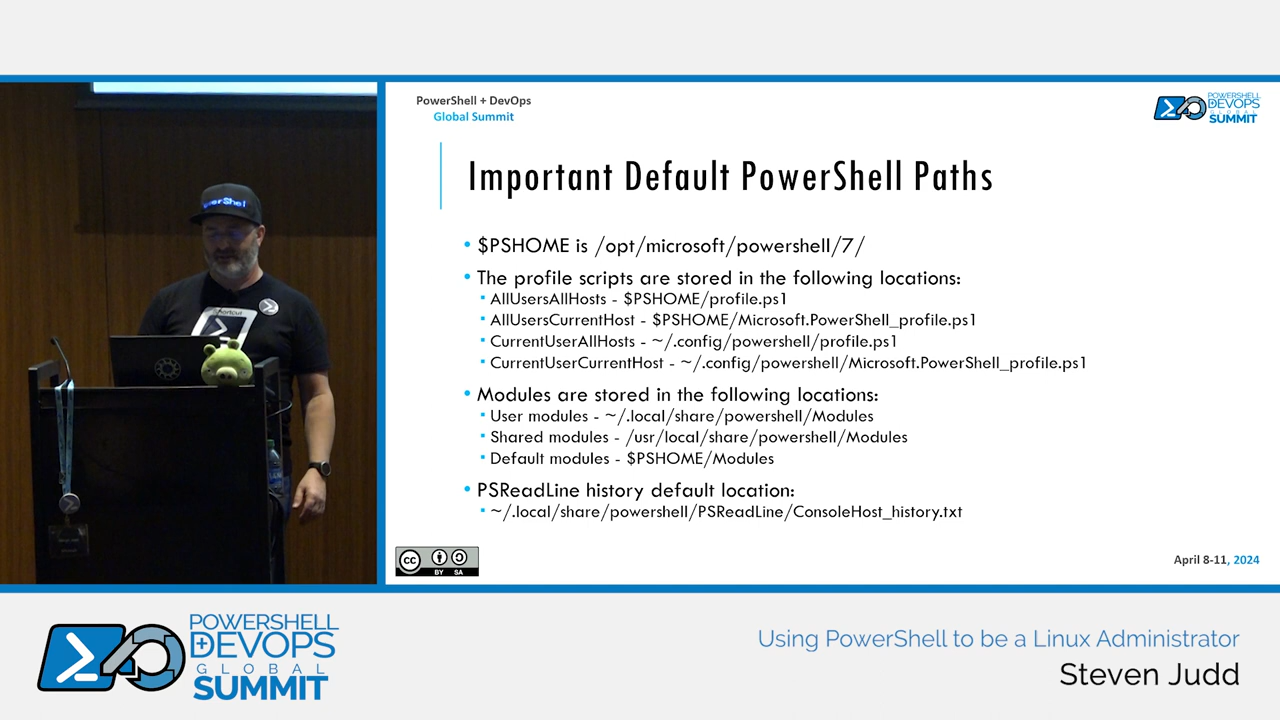 PowerShell + DevOps
Global Summit
POWERSHELL
DEVOPS
GLOBAL
SUMMIT
Important Default PowerShell Paths
• $PSHOME is /opt/microsoft/powershell/7/
• The profile scripts are stored in the following locations:
▪ AllUsersAllHosts - $PSHOME/profile.ps1
▪ AllUsersCurrentHost - $PSHOME/Microsoft.PowerShell_profile.ps1
▪ CurrentUserAllHosts - ~/.config/powershell/profile.ps1
▪ CurrentUserCurrentHost - ~/.config/powershell/Microsoft.PowerShell_profile.ps1
• Modules are stored in the following locations:
▪ User modules - ~/.local/share/powershell/Modules
▪ Shared modules - /usr/local/share/powershell/Modules
▪ Default modules - $PSHOME/Modules
• PSReadLine history default location:
▪ ~/.local/share/powershell/PSReadLine/ConsoleHost_history.txt
cc
BY SA
April 8-11, 2024
POWERSHELL
+DEVOPS
GLOBAL
SUMMIT
Using PowerShell to be a Linux Administrator
Steven Judd